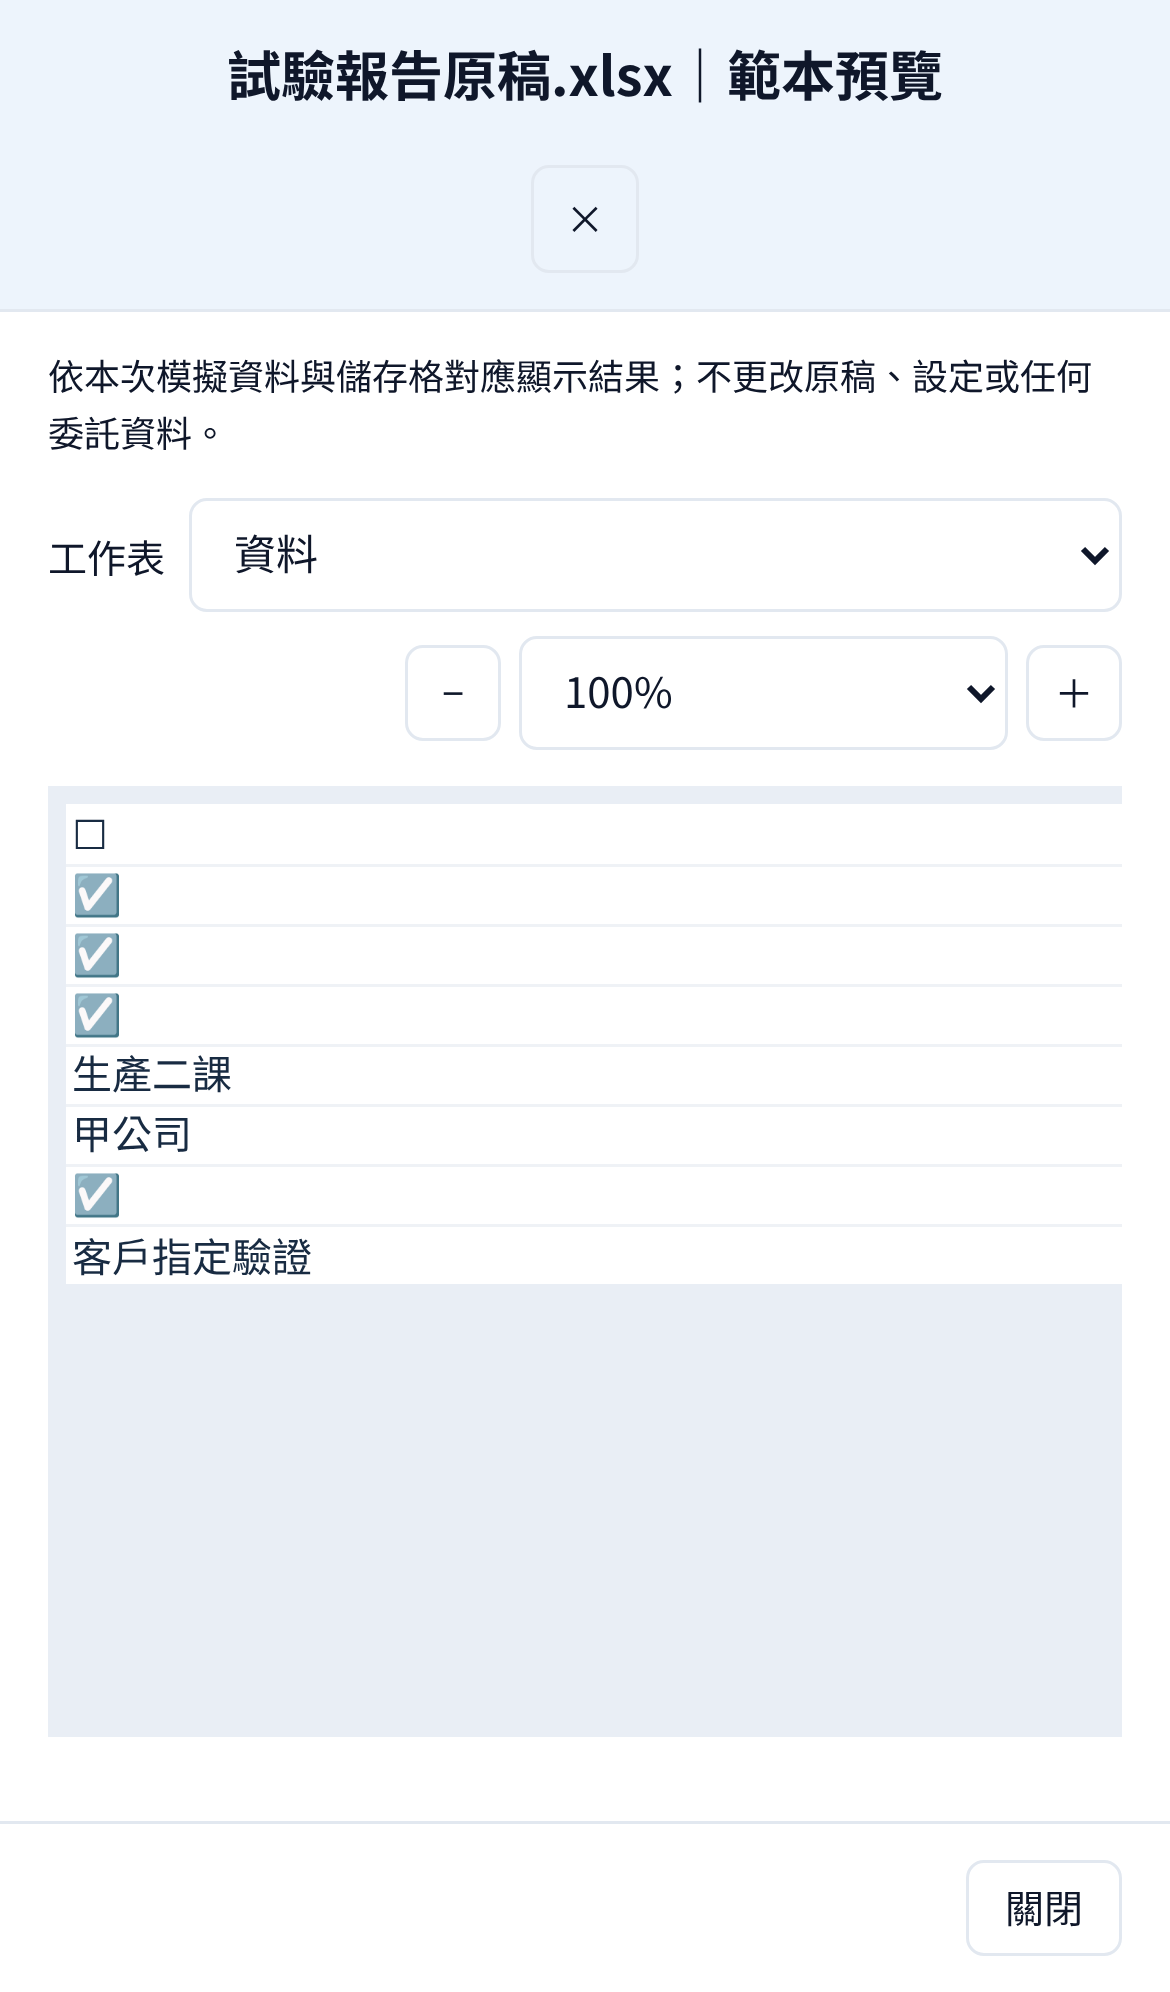 試驗報告原稿.xlsx｜範本預覽
×
依本次模擬資料與儲存格對應顯示結果；不更改原稿、設定或任何
委託資料。
工作表 資料
− 100% ＋
☐
☑
☑
☑
生產二課
甲公司
☑
客戶指定驗證
關閉